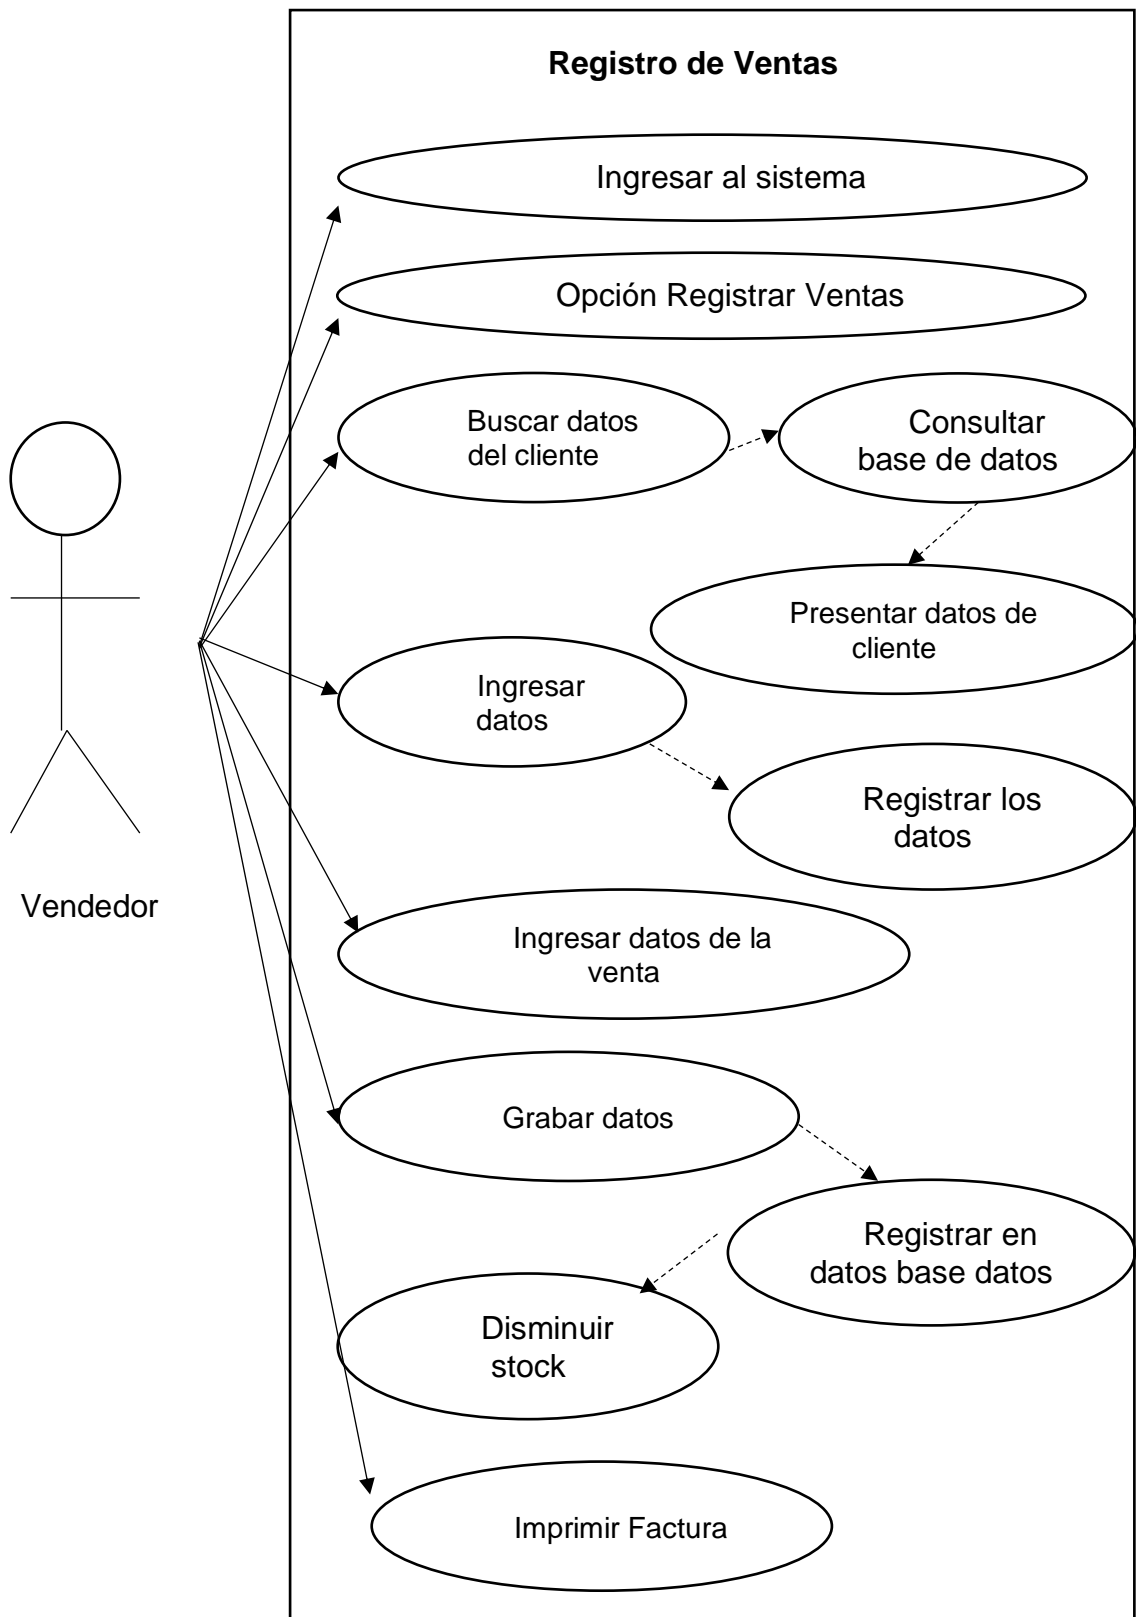 Registro de Ventas
Ingresar al sistema
Opción Registrar Ventas
Buscar datos
del cliente
Consultar
base de datos
Presentar datos de
cliente
Ingresar
datos
Registrar los
datos
Vendedor
Ingresar datos de la
venta
Grabar datos
Registrar en
datos base datos
Disminuir
stock
Imprimir Factura